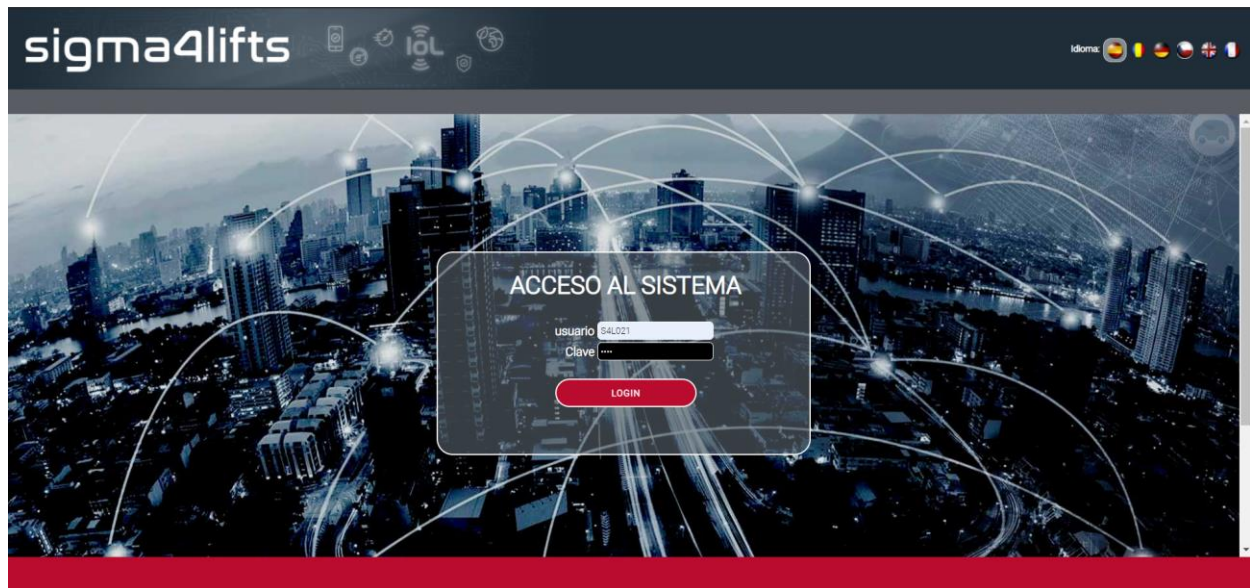 sigma4lifts
IoL
Idioma:
ACCESO AL SISTEMA
usuario S4L021
Clave ••••
LOGIN